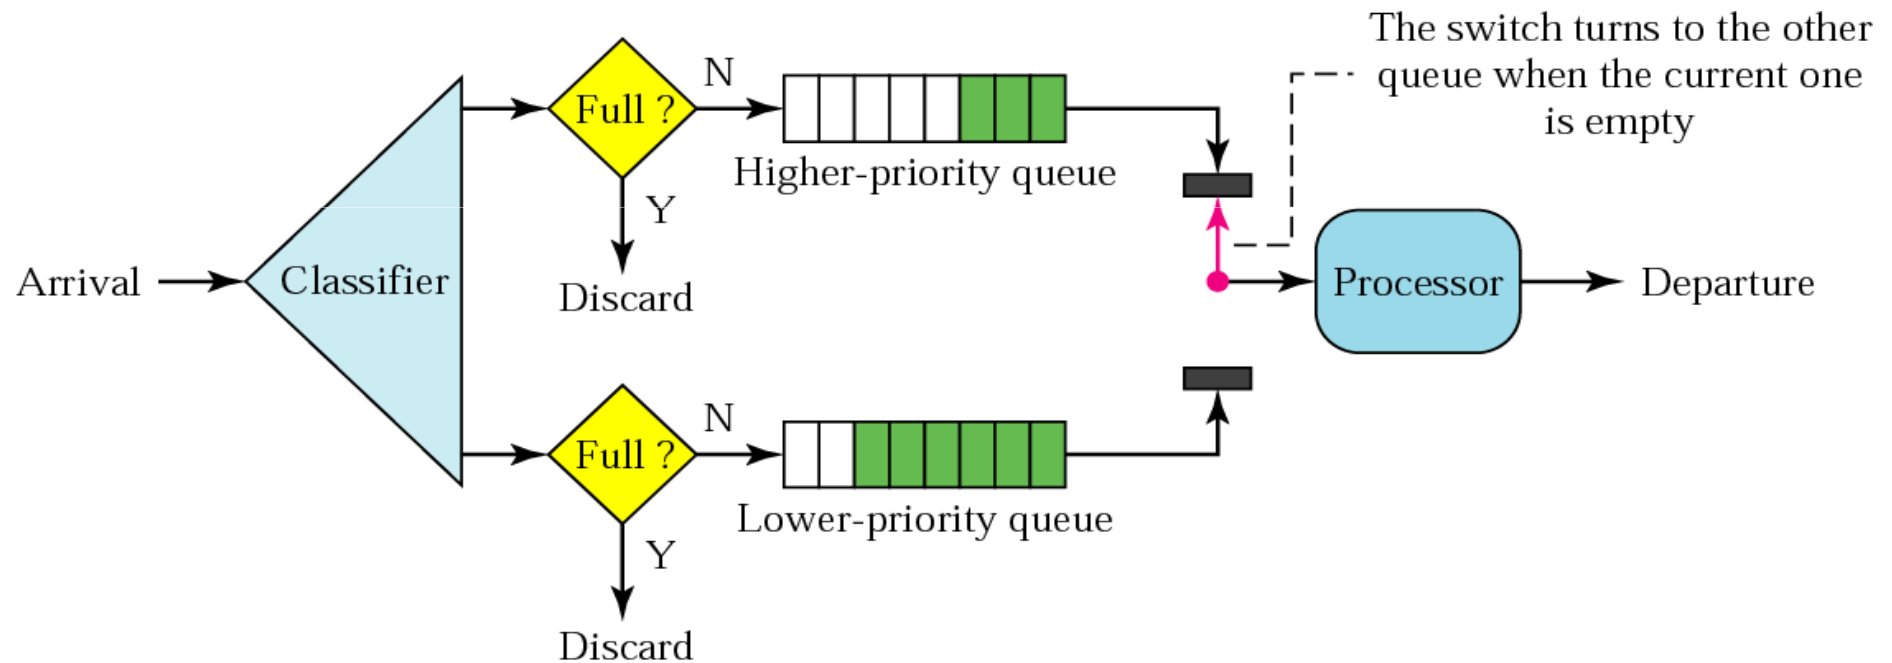 The switch turns to the other
queue when the current one
is empty
N
Full ?
Higher-priority queue
Y
Discard
Arrival
Classifier
Processor
Departure
N
Full ?
Lower-priority queue
Y
Discard